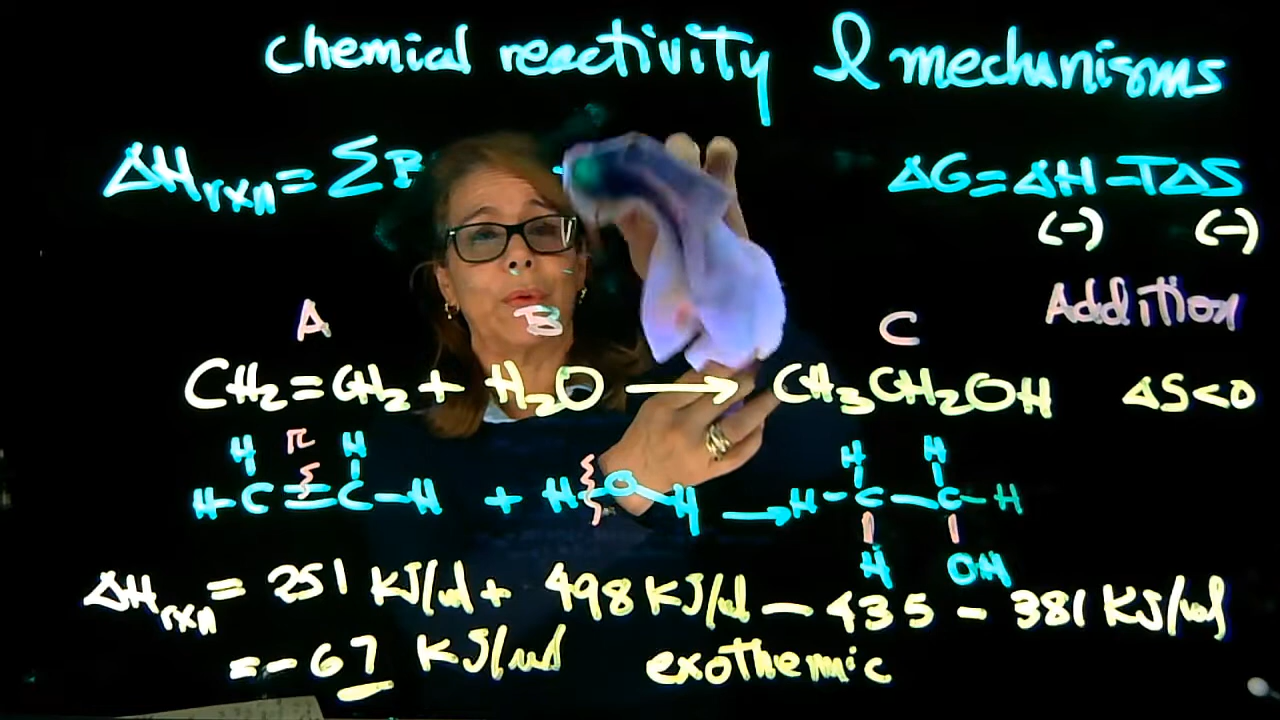 chemical reactivity & mechanisms
ΔHrxn = Σ B
ΔG = ΔH - TΔS
(-) (-)
Addition
A B C
CH₂=CH₂ + H₂O → CH₃CH₂OH ΔS<0
H π H H H
H-C=C-H + H-O-H → H-C-C-H
H OH
ΔHrxn = 251 KJ/mol + 498 KJ/mol - 435 - 381 KJ/mol
= - 67 KJ/mol exothermic